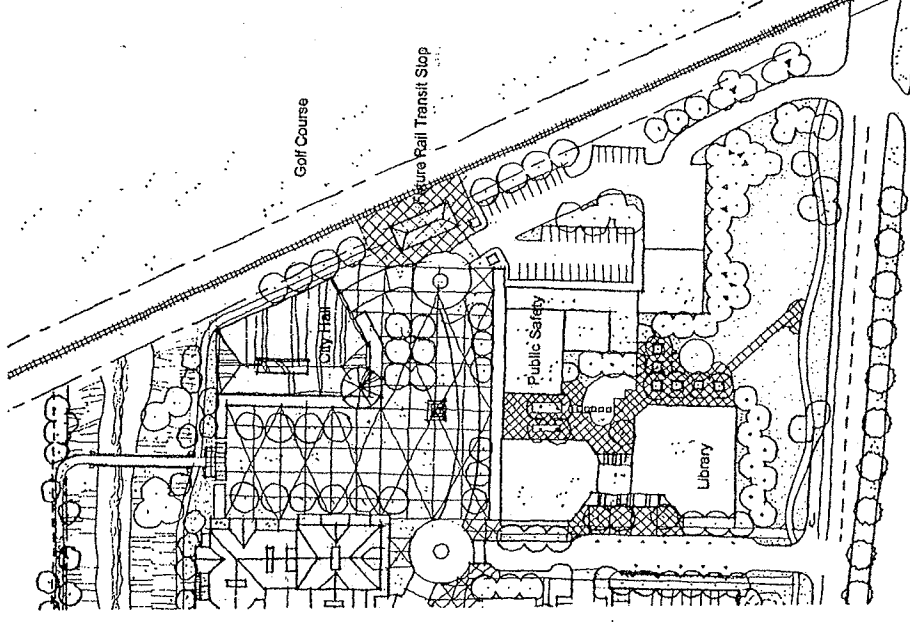 Golf Course
Future Rail Transit Stop
City Hall
Public Safety
Library